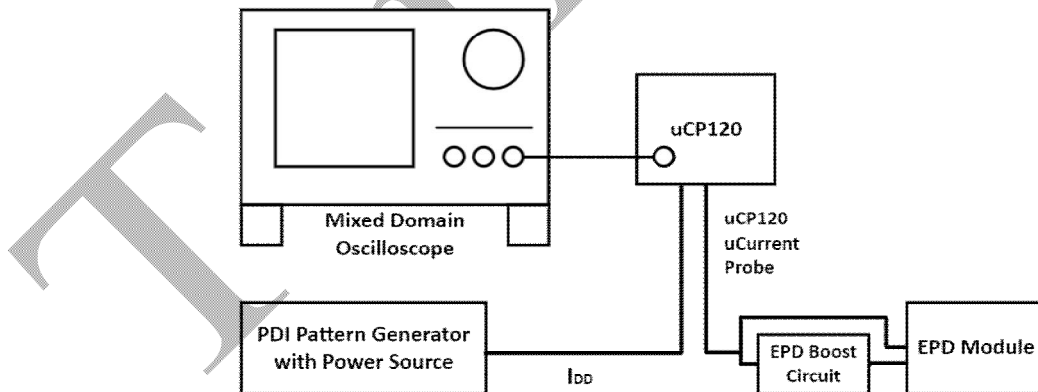 uCP120
Mixed Domain
Oscilloscope
uCP120
uCurrent
Probe
PDI Pattern Generator
with Power Source
IDD
EPD Boost
Circuit
EPD Module